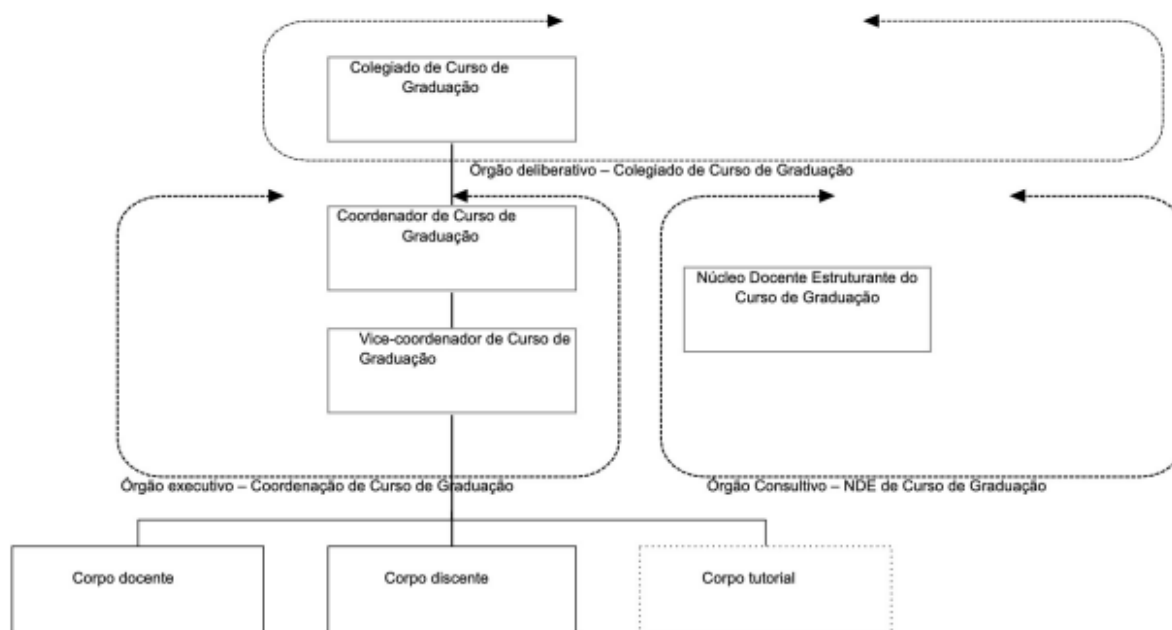 Colegiado de Curso de
Graduação
Órgão deliberativo – Colegiado de Curso de Graduação
Coordenador de Curso de
Graduação
Núcleo Docente Estruturante do
Curso de Graduação
Vice-coordenador de Curso de
Graduação
Órgão executivo – Coordenação de Curso de Graduação
Órgão Consultivo – NDE de Curso de Graduação
Corpo docente
Corpo discente
Corpo tutorial